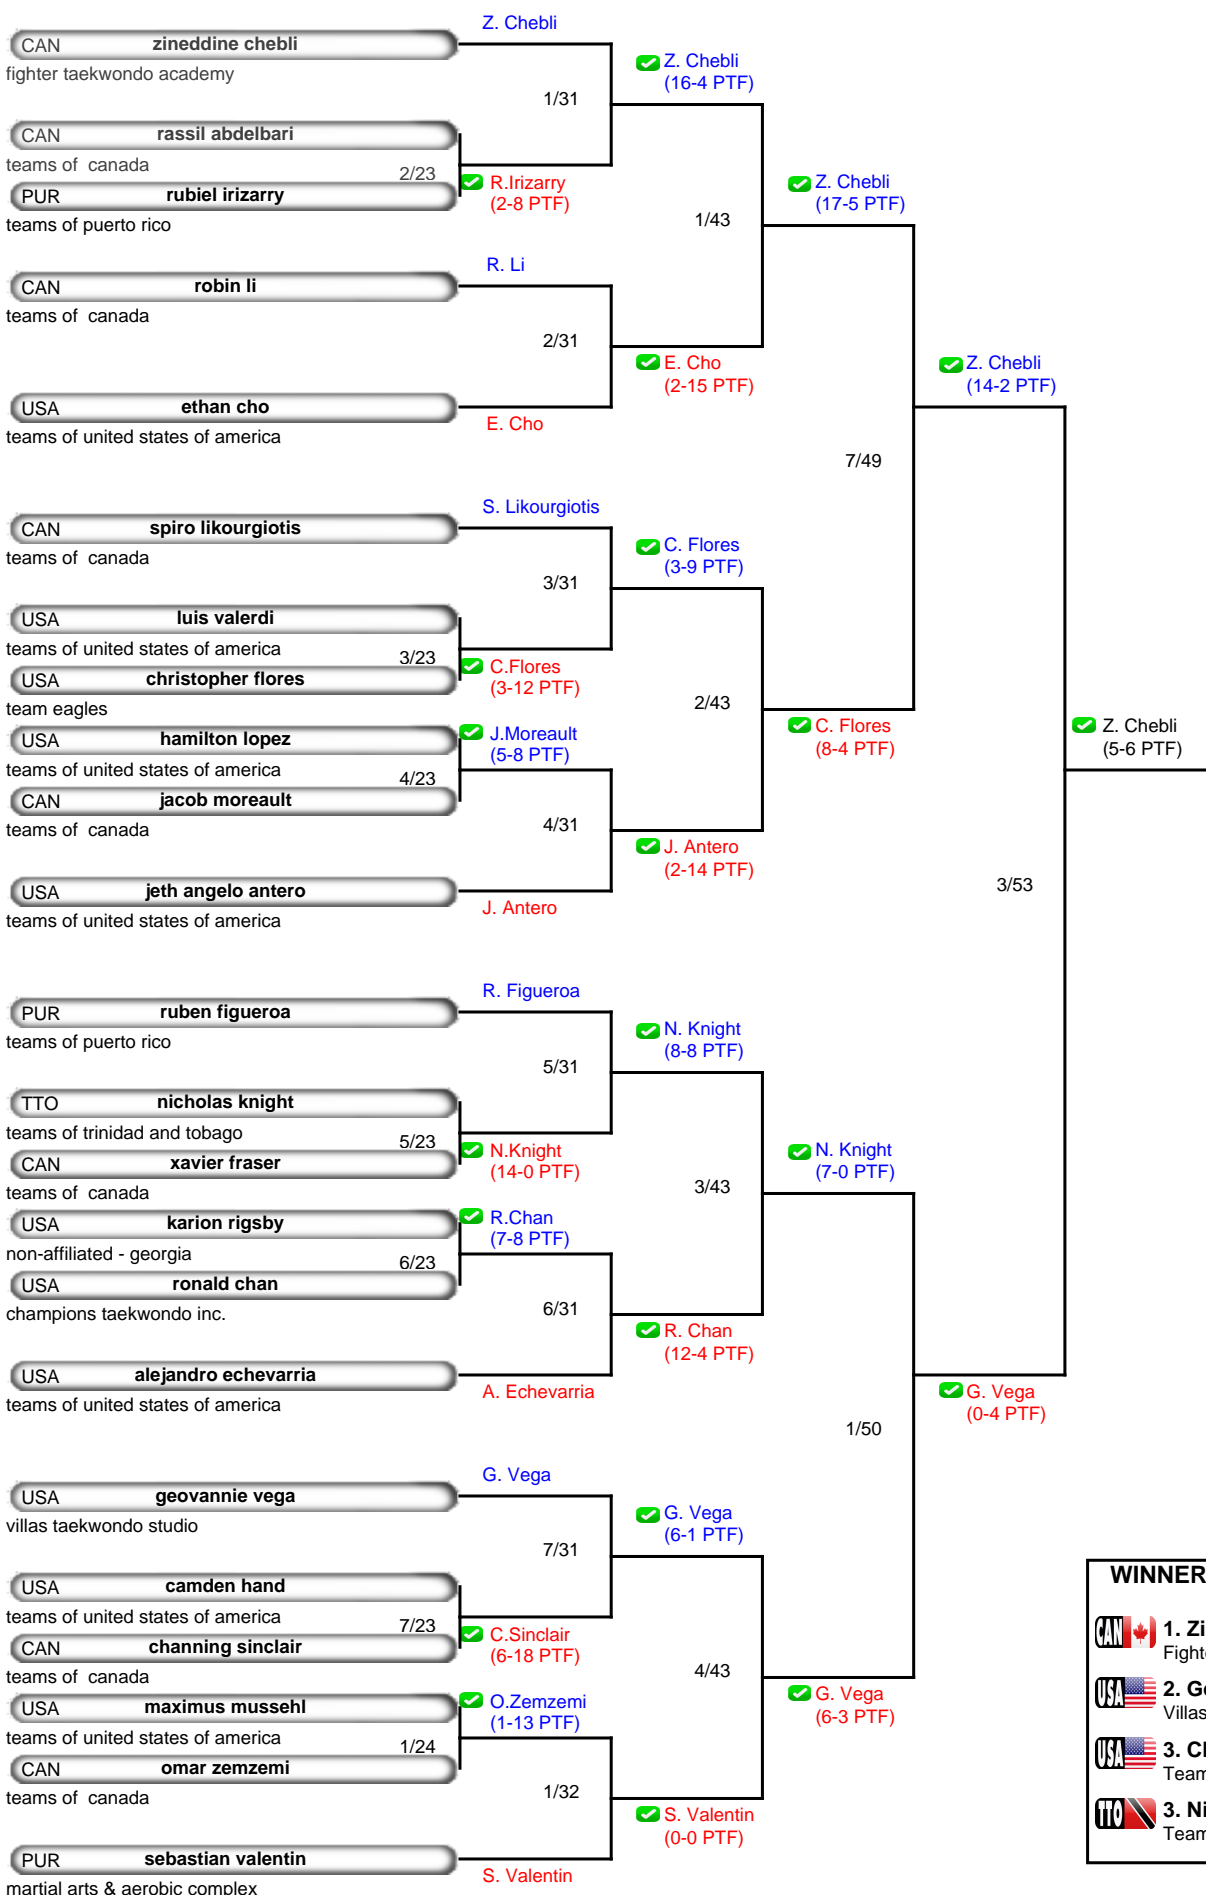 Z. Chebli
CAN zineddine chebli
fighter taekwondo academy
1/31
Z. Chebli
(16-4 PTF)
CAN rassil abdelbari
teams of  canada
2/23
PUR rubiel irizarry
teams of puerto rico
R.Irizarry
(2-8 PTF)
Z. Chebli
(17-5 PTF)
1/43
R. Li
CAN robin li
teams of  canada
2/31
E. Cho
(2-15 PTF)
USA ethan cho
teams of united states of america
E. Cho
Z. Chebli
(14-2 PTF)
7/49
S. Likourgiotis
CAN spiro likourgiotis
teams of  canada
3/31
C. Flores
(3-9 PTF)
USA luis valerdi
teams of united states of america
3/23
USA christopher flores
team eagles
C.Flores
(3-12 PTF)
2/43
C. Flores
(8-4 PTF)
Z. Chebli
(5-6 PTF)
USA hamilton lopez
teams of united states of america
4/23
CAN jacob moreault
teams of  canada
J.Moreault
(5-8 PTF)
4/31
J. Antero
(2-14 PTF)
USA jeth angelo antero
teams of united states of america
J. Antero
3/53
R. Figueroa
PUR ruben figueroa
teams of puerto rico
5/31
N. Knight
(8-8 PTF)
TTO nicholas knight
teams of trinidad and tobago
5/23
CAN xavier fraser
teams of  canada
N.Knight
(14-0 PTF)
N. Knight
(7-0 PTF)
3/43
USA karion rigsby
non-affiliated - georgia
6/23
USA ronald chan
champions taekwondo inc.
R.Chan
(7-8 PTF)
6/31
R. Chan
(12-4 PTF)
USA alejandro echevarria
teams of united states of america
A. Echevarria
G. Vega
(0-4 PTF)
1/50
G. Vega
USA geovannie vega
villas taekwondo studio
7/31
G. Vega
(6-1 PTF)
USA camden hand
teams of united states of america
7/23
CAN channing sinclair
teams of  canada
C.Sinclair
(6-18 PTF)
4/43
G. Vega
(6-3 PTF)
USA maximus mussehl
teams of united states of america
1/24
CAN omar zemzemi
teams of  canada
O.Zemzemi
(1-13 PTF)
1/32
S. Valentin
(0-0 PTF)
PUR sebastian valentin
martial arts & aerobic complex
S. Valentin
WINNER
CAN 1. Zi
Fight
USA 2. G
Villas
USA 3. C
Team
TTO 3. Ni
Team